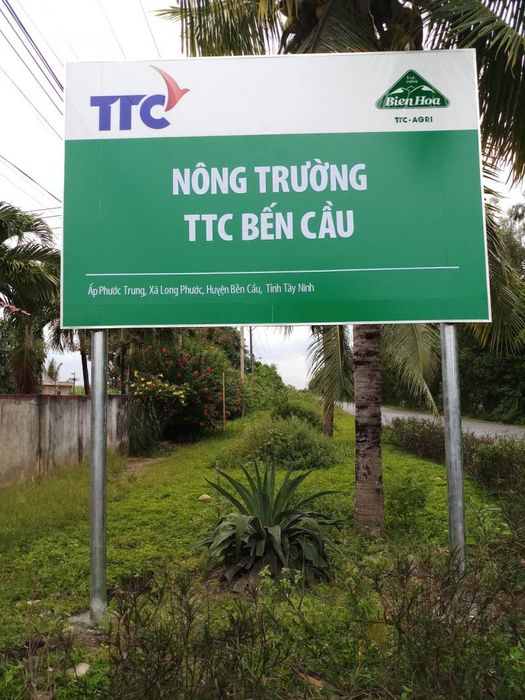 TTC
Biên Hoà
TTC-AGRI
NÔNG TRƯỜNG
TTC BẾN CẦU
Ấp Phước Trung, Xã Long Phước, Huyện Bến Cầu, Tỉnh Tây Ninh